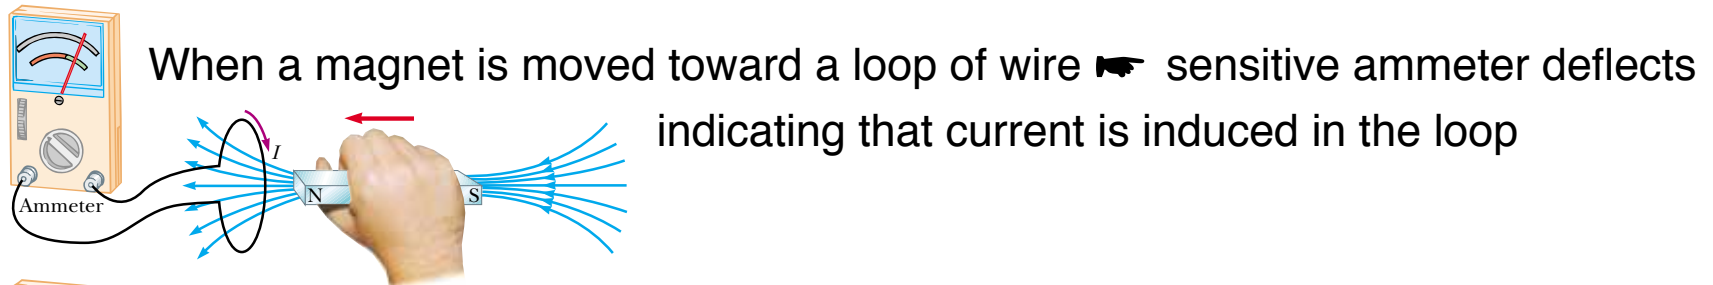 When a magnet is moved toward a loop of wire ☛ sensitive ammeter deflects
indicating that current is induced in the loop
I
N
S
Ammeter